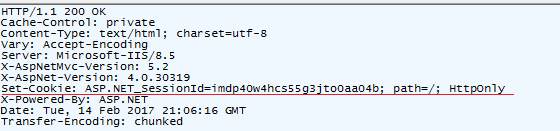 HTTP/1.1 200 OK
Cache-Control: private
Content-Type: text/html; charset=utf-8
Vary: Accept-Encoding
Server: Microsoft-IIS/8.5
X-AspNetMvc-Version: 5.2
X-AspNet-Version: 4.0.30319
Set-Cookie: ASP.NET_SessionId=imdp40w4hcs55g3jto0aa04b; path=/; HttpOnly
X-Powered-By: ASP.NET
Date: Tue, 14 Feb 2017 21:06:16 GMT
Transfer-Encoding: chunked